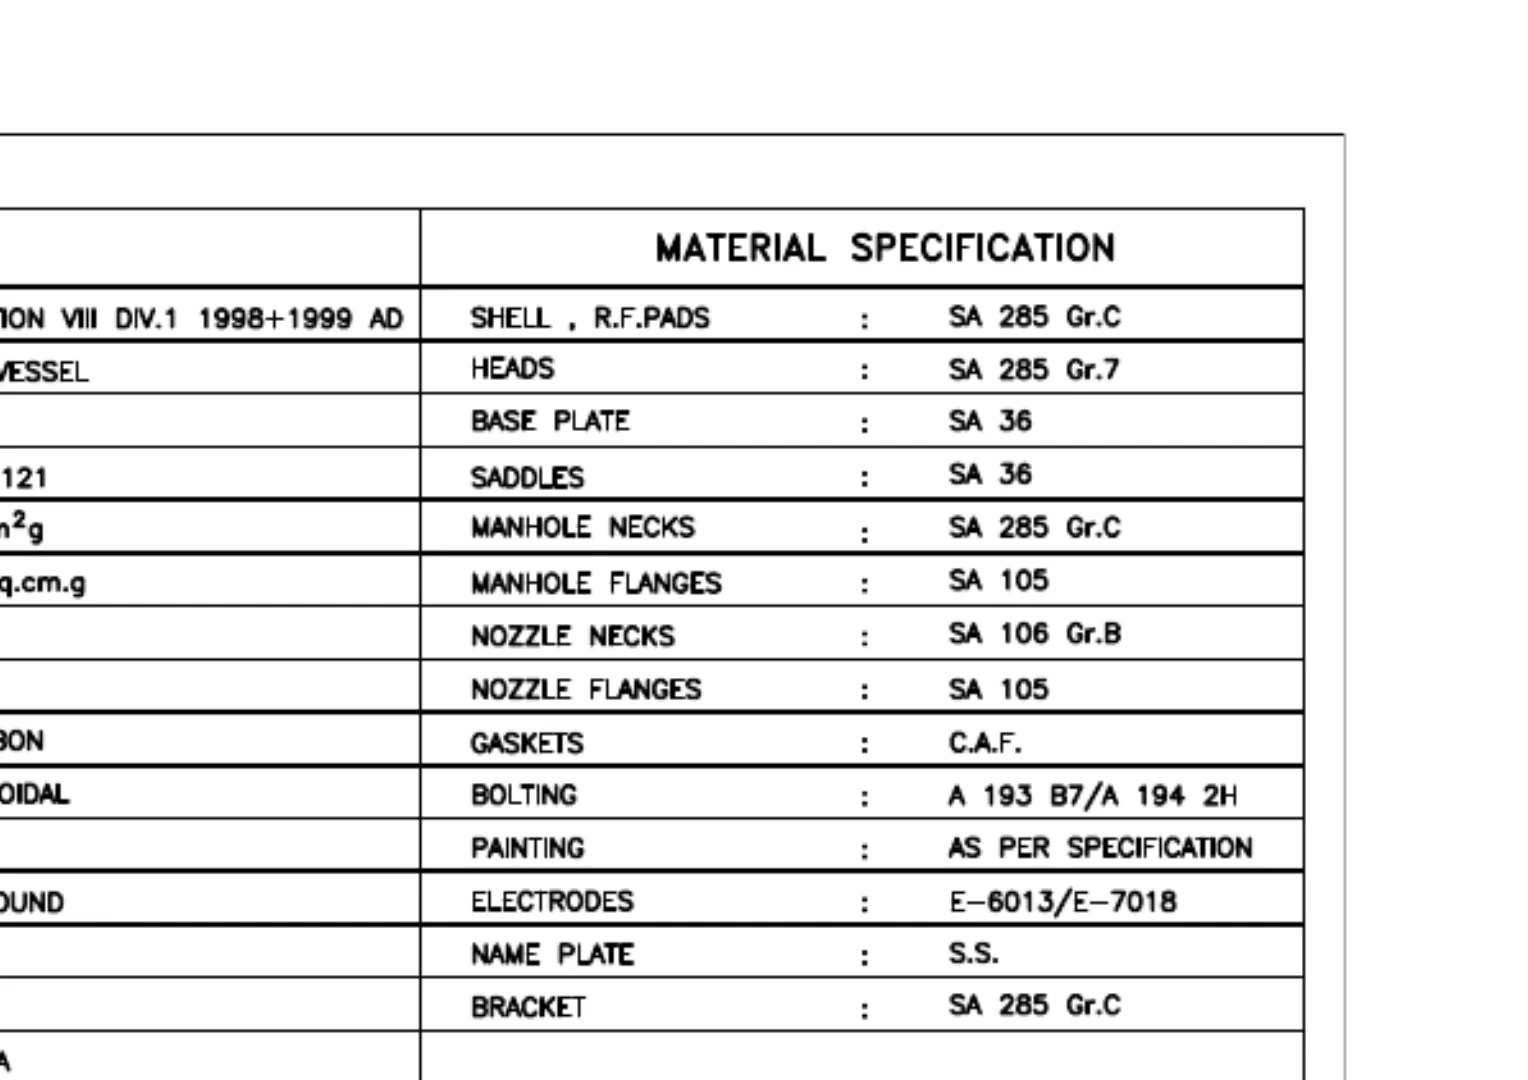 MATERIAL SPECIFICATION
VIII DIV.1 1998+1999 AD SHELL , R.F.PADS : SA 285 Gr.C
VESSEL HEADS : SA 285 Gr.7
BASE PLATE : SA 36
121 SADDLES : SA 36
MANHOLE NECKS : SA 285 Gr.C
q.cm.g MANHOLE FLANGES : SA 105
NOZZLE NECKS : SA 106 Gr.B
NOZZLE FLANGES : SA 105
GASKETS : C.A.F.
OIDAL BOLTING : A 193 B7/A 194 2H
PAINTING : AS PER SPECIFICATION
OUND ELECTRODES : E-6013/E-7018
NAME PLATE : S.S.
BRACKET : SA 285 Gr.C
A